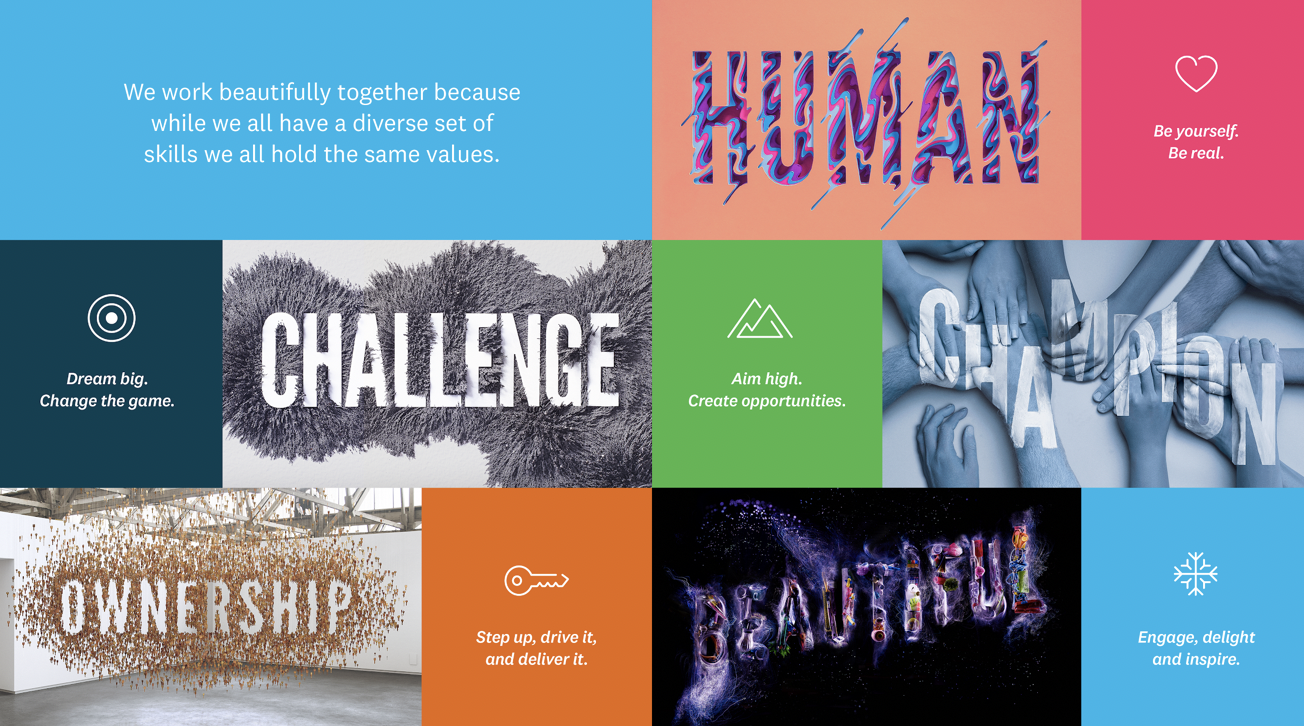 We work beautifully together because
while we all have a diverse set of
skills we all hold the same values.
HUMAN
Be yourself.
Be real.
Dream big.
Change the game.
CHALLENGE
Aim high.
Create opportunities.
CHAMPION
OWNERSHIP
Step up, drive it,
and deliver it.
BEAUTIFUL
Engage, delight
and inspire.